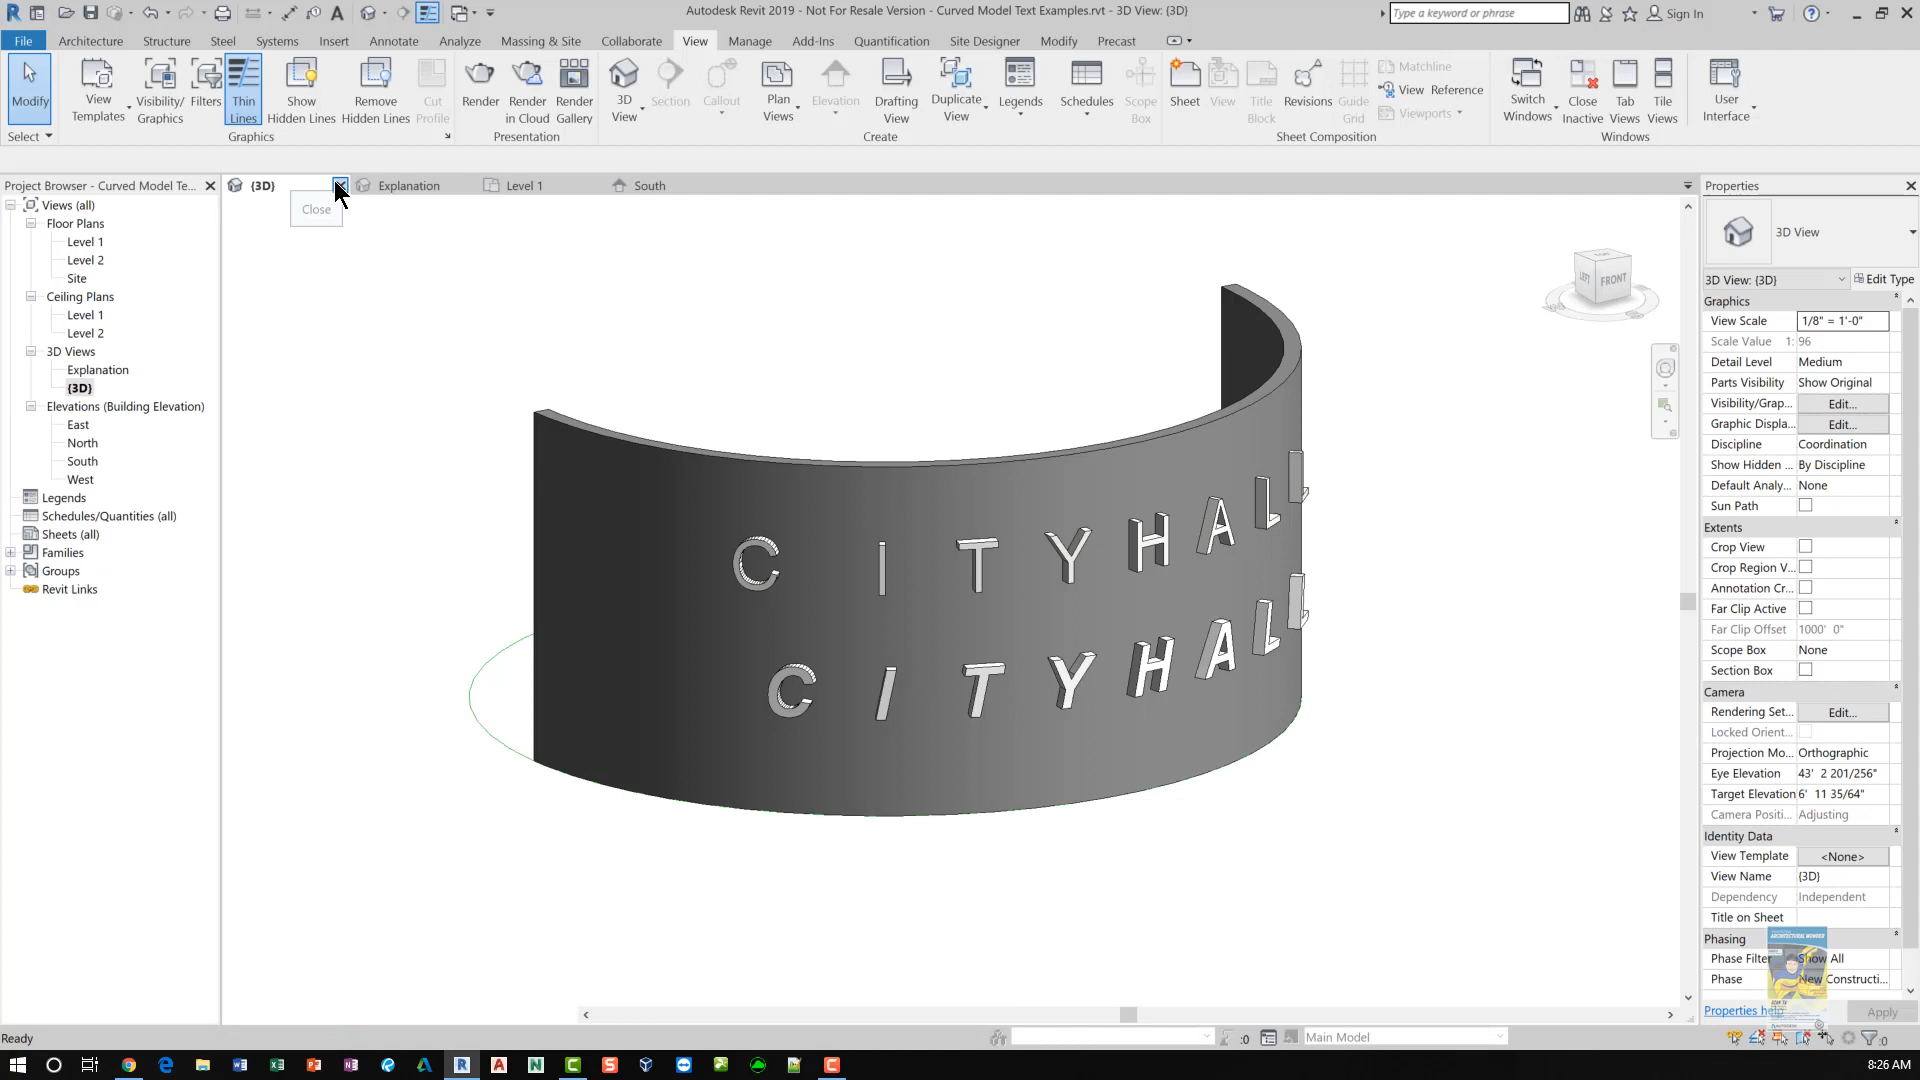 Autodesk Revit 2019 - Not For Resale Version - Curved Model Text Examples.rvt - 3D View: {3D}
Type a keyword or phrase
Sign In
File Architecture Structure Steel Systems Insert Annotate Analyze Massing & Site Collaborate View Manage Add-Ins Quantification Site Designer Modify Precast
Modify
View Templates
Visibility/ Graphics
Filters
Thin Lines
Show Hidden Lines
Remove Hidden Lines
Cut Profile
Render
Render in Cloud
Render Gallery
3D View
Section
Callout
Plan Views
Elevation
Drafting View
Duplicate View
Legends
Schedules
Scope Box
Sheet
View
Title Block
Revisions
Guide Grid
Matchline
View Reference
Viewports
Switch Windows
Close Inactive
Tab Views
Tile Views
User Interface
Select Graphics Presentation Create Sheet Composition Windows
Project Browser - Curved Model Te...
{3D} Explanation Level 1 South
Close
Views (all)
Floor Plans
Level 1
Level 2
Site
Ceiling Plans
Level 1
Level 2
3D Views
Explanation
{3D}
Elevations (Building Elevation)
East
North
South
West
Legends
Schedules/Quantities (all)
Sheets (all)
Families
Groups
Revit Links
LEFT FRONT
CITYHALL
CITYHALL
Properties
3D View
3D View: {3D} Edit Type
Graphics
View Scale 1/8" = 1'-0"
Scale Value 1: 96
Detail Level Medium
Parts Visibility Show Original
Visibility/Grap... Edit...
Graphic Displa... Edit...
Discipline Coordination
Show Hidden ... By Discipline
Default Analy... None
Sun Path
Extents
Crop View
Crop Region V...
Annotation Cr...
Far Clip Active
Far Clip Offset 1000' 0"
Scope Box None
Section Box
Camera
Rendering Set... Edit...
Locked Orient...
Projection Mo... Orthographic
Eye Elevation 43' 2 201/256"
Target Elevation 6' 11 35/64"
Camera Positi... Adjusting
Identity Data
View Template <None>
View Name {3D}
Dependency Independent
Title on Sheet
Phasing
Phase Filter Show All
Phase New Constructi...
Properties help Apply
ARCHITECTURAL WONDER
Ready
:0
Main Model
:0
8:26 AM